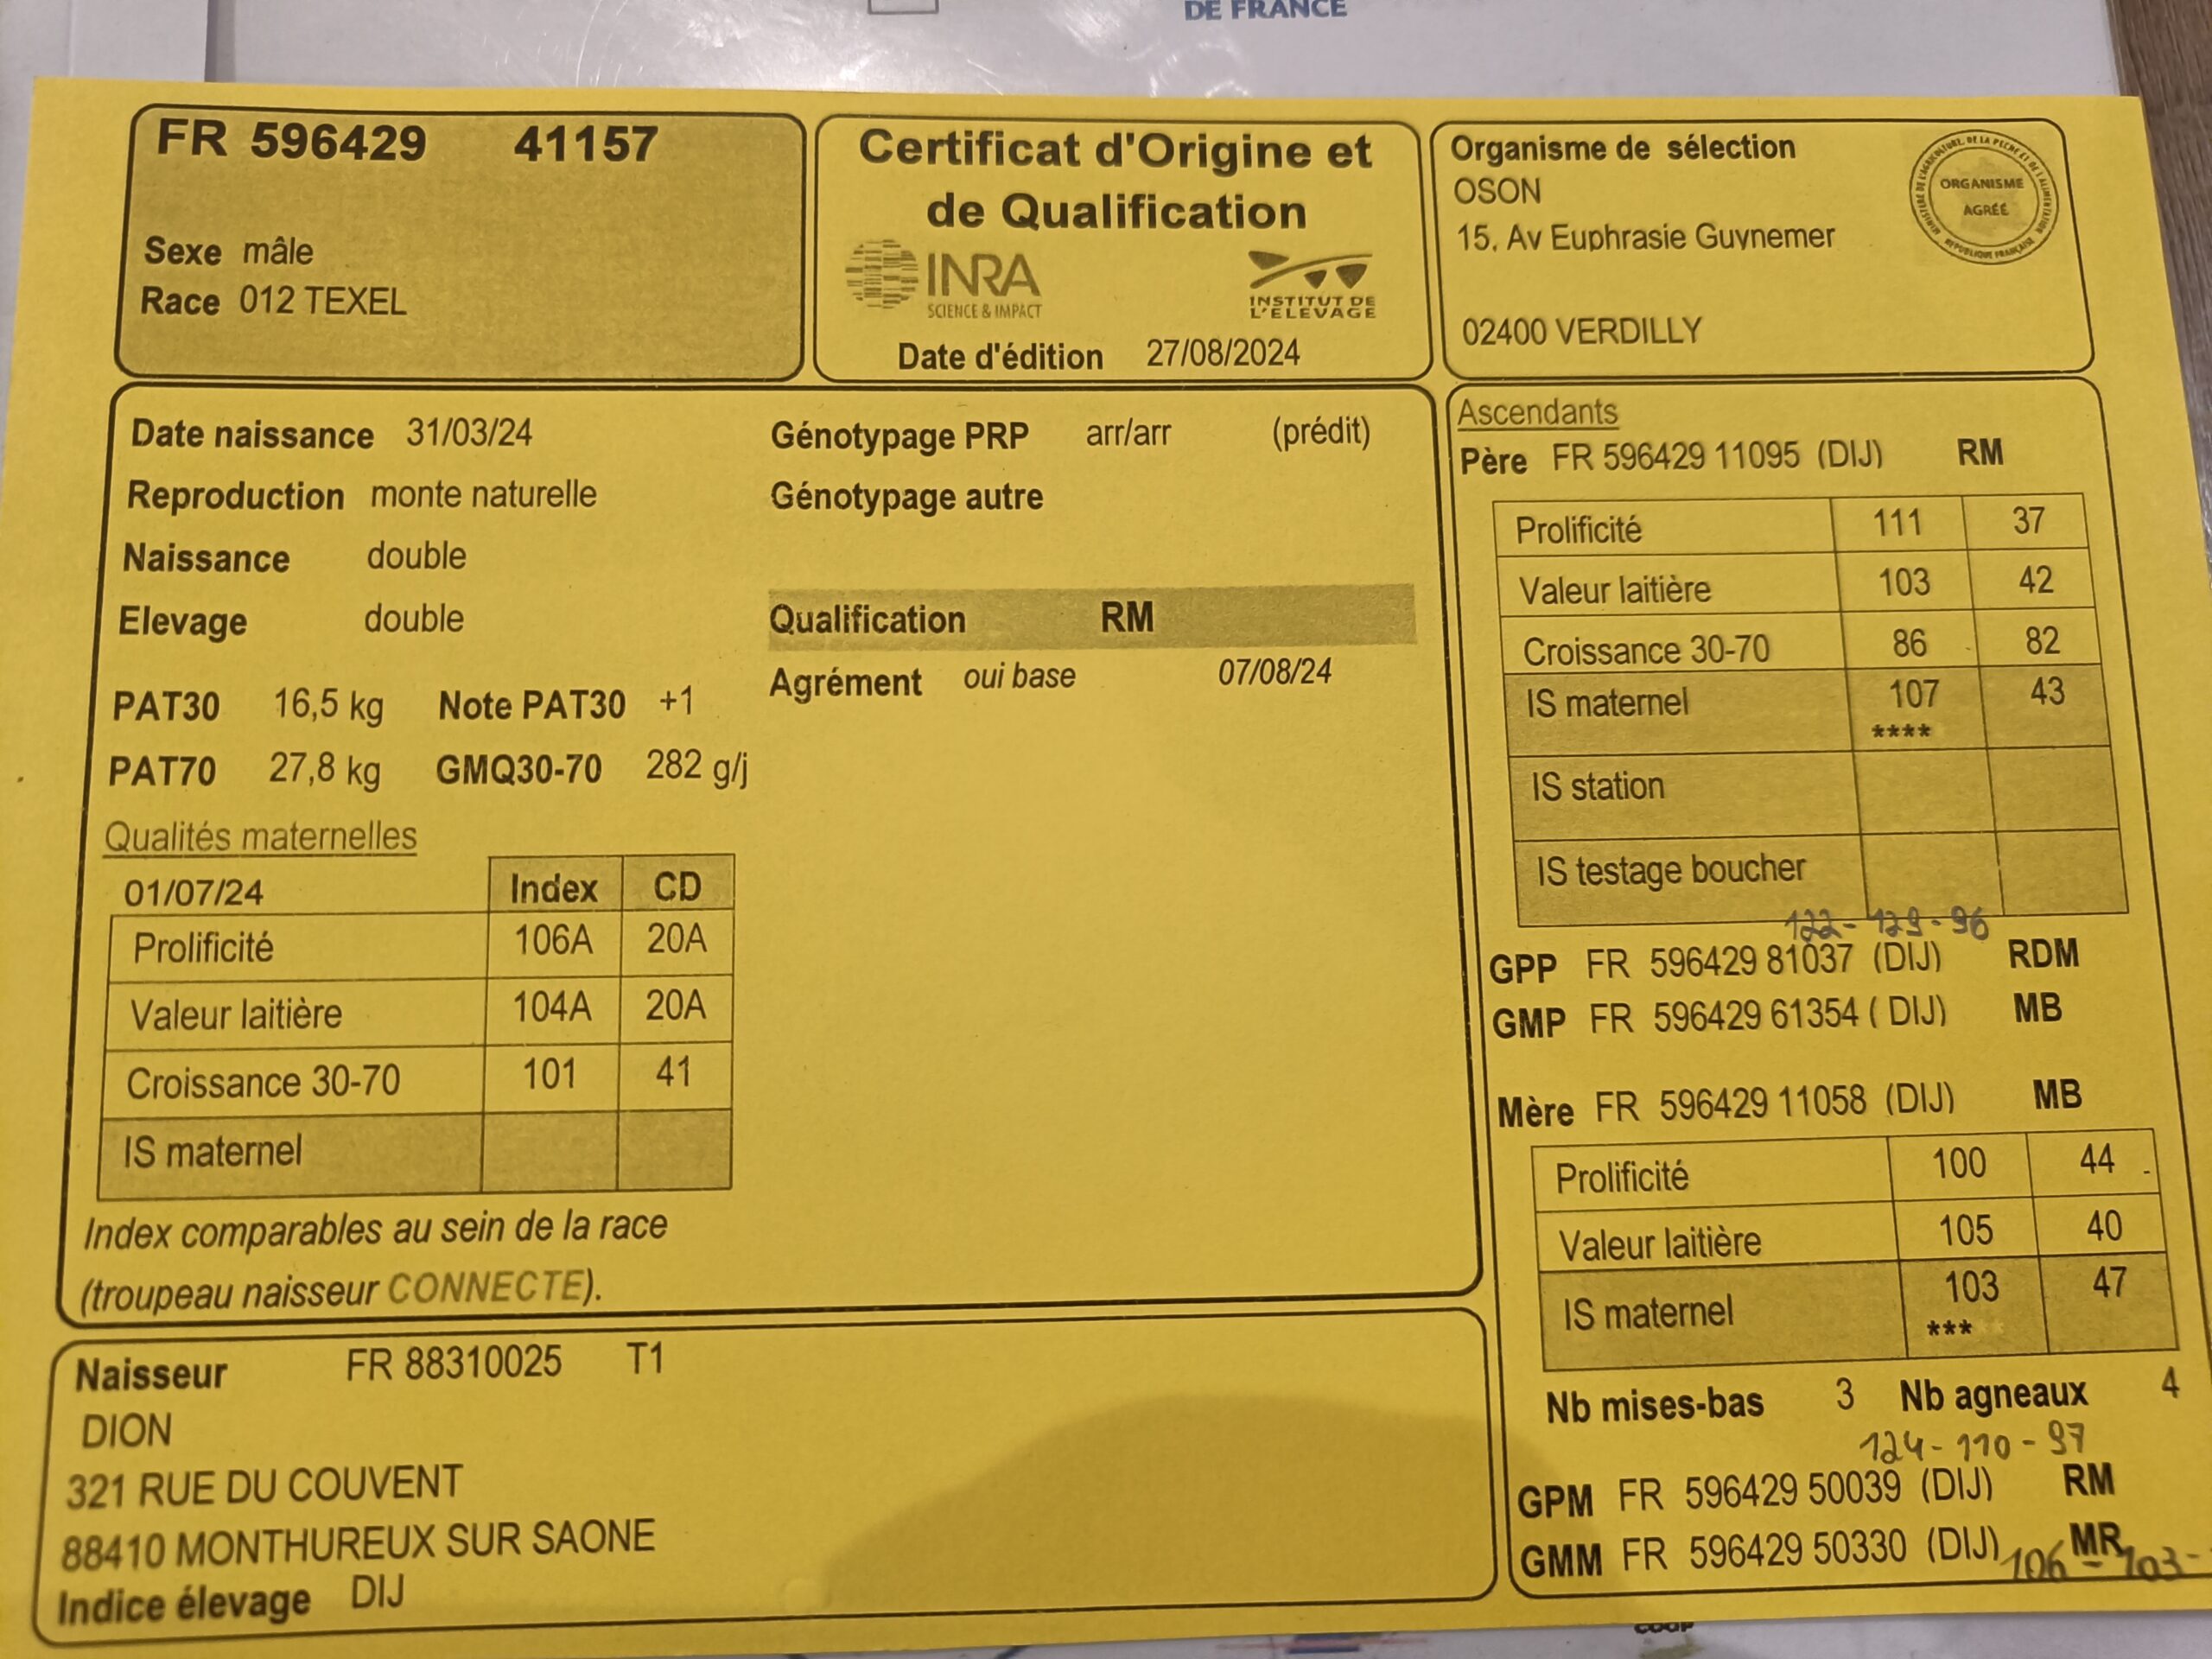 DE FRANCE
FR 596429 41157
Sexe mâle
Race 012 TEXEL
Certificat d'Origine et
de Qualification
INRA
SCIENCE & IMPACT
INSTITUT DE
L'ELEVAGE
Date d'édition 27/08/2024
Organisme de sélection
OSON
15, Av Euphrasie Guynemer
02400 VERDILLY
ORGANISME
AGRÉÉ
Date naissance 31/03/24
Reproduction monte naturelle
Naissance double
Elevage double
PAT30 16,5 kg Note PAT30 +1
PAT70 27,8 kg GMQ30-70 282 g/j
Génotypage PRP arr/arr (prédit)
Génotypage autre
Qualification RM
Agrément oui base 07/08/24
Qualités maternelles
01/07/24 Index CD
Prolificité 106A 20A
Valeur laitière 104A 20A
Croissance 30-70 101 41
IS maternel
Index comparables au sein de la race
(troupeau naisseur CONNECTE).
Naisseur FR 88310025 T1
DION
321 RUE DU COUVENT
88410 MONTHUREUX SUR SAONE
Indice élevage DIJ
Ascendants
Père FR 596429 11095 (DIJ) RM
Prolificité 111 37
Valeur laitière 103 42
Croissance 30-70 86 82
IS maternel 107 43
****
IS station
IS testage boucher
122 - 129 - 96
GPP FR 596429 81037 (DIJ) RDM
GMP FR 596429 61354 ( DIJ) MB
Mère FR 596429 11058 (DIJ) MB
Prolificité 100 44
Valeur laitière 105 40
IS maternel 103 47
***
Nb mises-bas 3 Nb agneaux 4
124 - 110 - 97
GPM FR 596429 50039 (DIJ) RM
GMM FR 596429 50330 (DIJ) MR
106 - 103 -
COOP